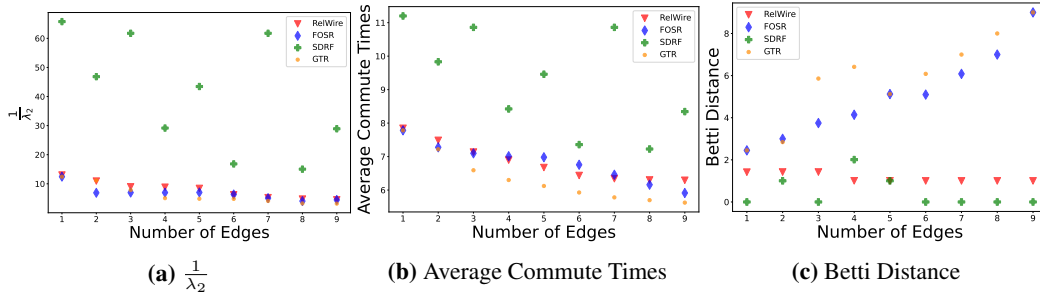 60
50
40
30
20
10
1/λ2
1 2 3 4 5 6 7 8 9
Number of Edges
RelWire
FOSR
SDRF
GTR
(a) 1/λ2
11
10
9
8
7
6
Average Commute Times
1 2 3 4 5 6 7 8 9
Number of Edges
RelWire
FOSR
SDRF
GTR
(b) Average Commute Times
8
6
4
2
0
Betti Distance
1 2 3 4 5 6 7 8 9
Number of Edges
RelWire
FOSR
SDRF
GTR
(c) Betti Distance